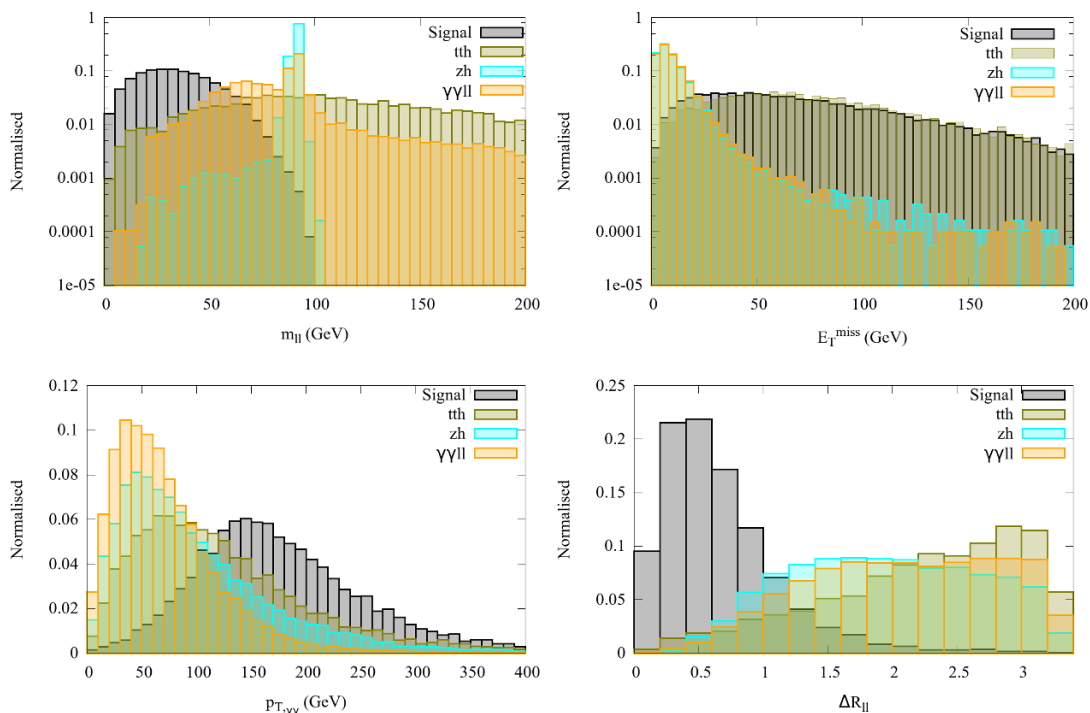 1
0.1
0.01
0.001
0.0001
1e-05
Normalised
Signal
tth
zh
γγll
0
50
100
150
200
m_ll (GeV)
1
0.1
0.01
0.001
0.0001
1e-05
Normalised
Signal
tth
zh
γγll
0
50
100
150
200
E_T^miss (GeV)
0.12
0.1
0.08
0.06
0.04
0.02
0
Normalised
Signal
tth
zh
γγll
0
50
100
150
200
250
300
350
400
p_T,γγ (GeV)
0.25
0.2
0.15
0.1
0.05
0
Normalised
Signal
tth
zh
γγll
0
0.5
1
1.5
2
2.5
3
ΔR_ll